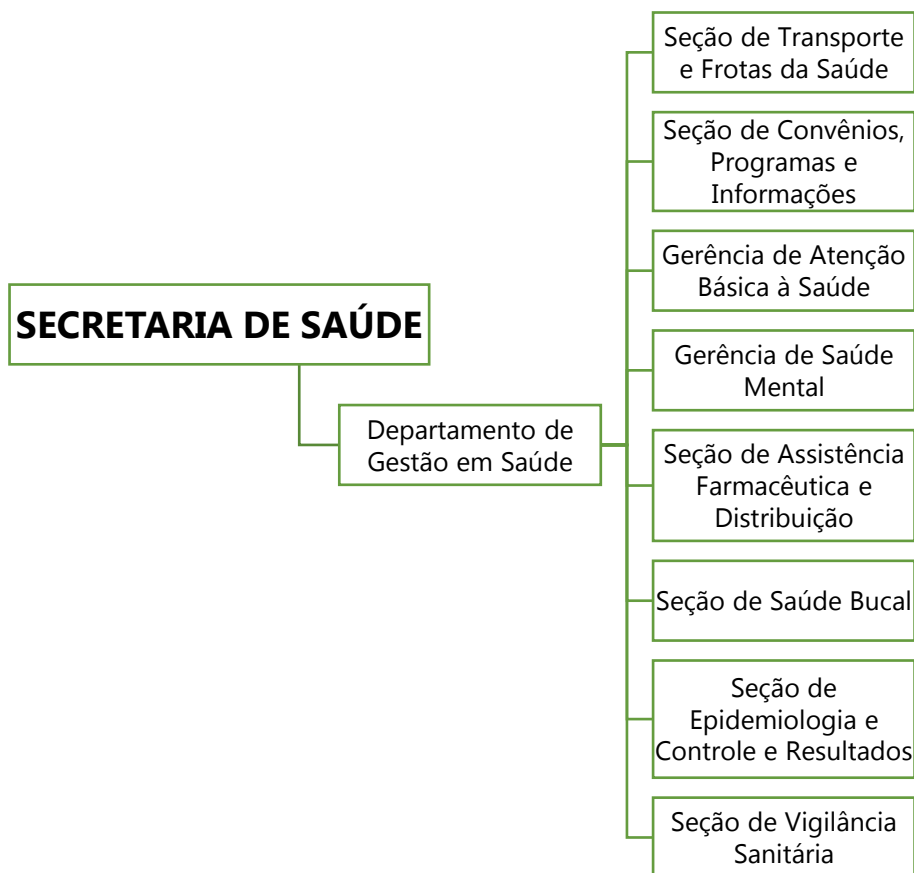 Seção de Transporte
e Frotas da Saúde
Seção de Convênios,
Programas e
Informações
Gerência de Atenção
Básica à Saúde
SECRETARIA DE SAÚDE
Gerência de Saúde
Mental
Departamento de
Gestão em Saúde
Seção de Assistência
Farmacêutica e
Distribuição
Seção de Saúde Bucal
Seção de
Epidemiologia e
Controle e Resultados
Seção de Vigilância
Sanitária